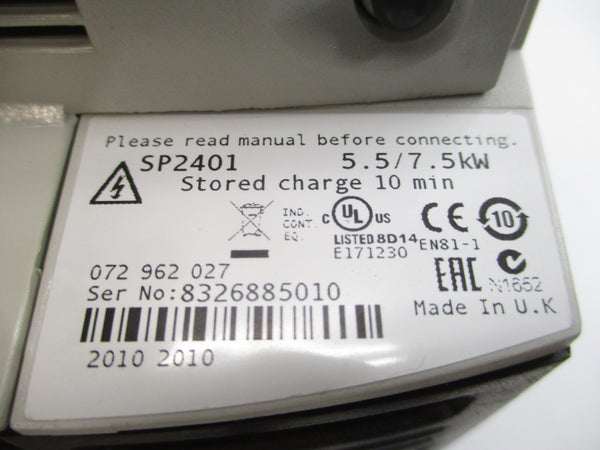 Please read manual before connecting.
SP2401 5.5/7.5kW
Stored charge 10 min
IND. CONT. EQ.
C UL US
LISTED 8D14
E171230
CE
10
EN81-1
EAC
N1652
072 962 027
Ser No:8326885010
Made In U.K
2010 2010